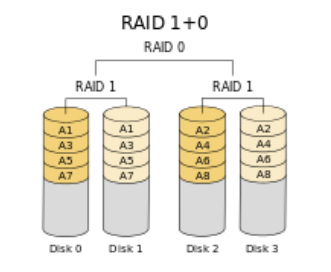 RAID 1+0
RAID 0
RAID 1 RAID 1
A1 A1 A2 A2
A3 A3 A4 A4
A5 A5 A6 A6
A7 A7 A8 A8
Disk 0 Disk 1 Disk 2 Disk 3